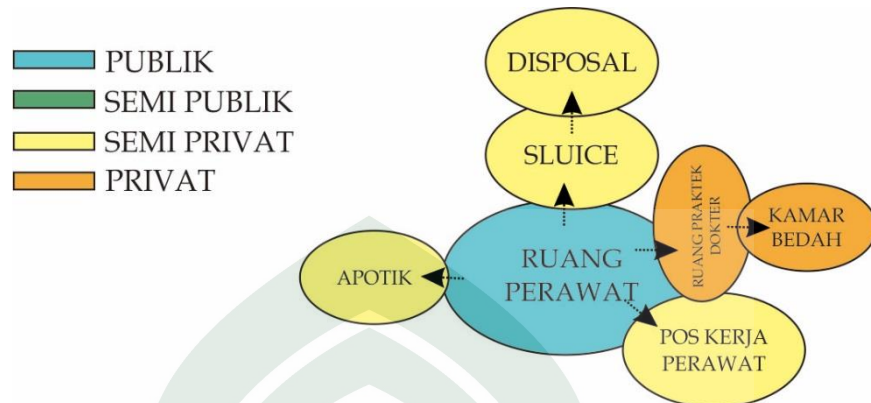 PUBLIK
SEMI PUBLIK
SEMI PRIVAT
PRIVAT
DISPOSAL
SLUICE
RUANG PRAKTEK
DOKTER
KAMAR
BEDAH
APOTIK
RUANG
PERAWAT
POS KERJA
PERAWAT